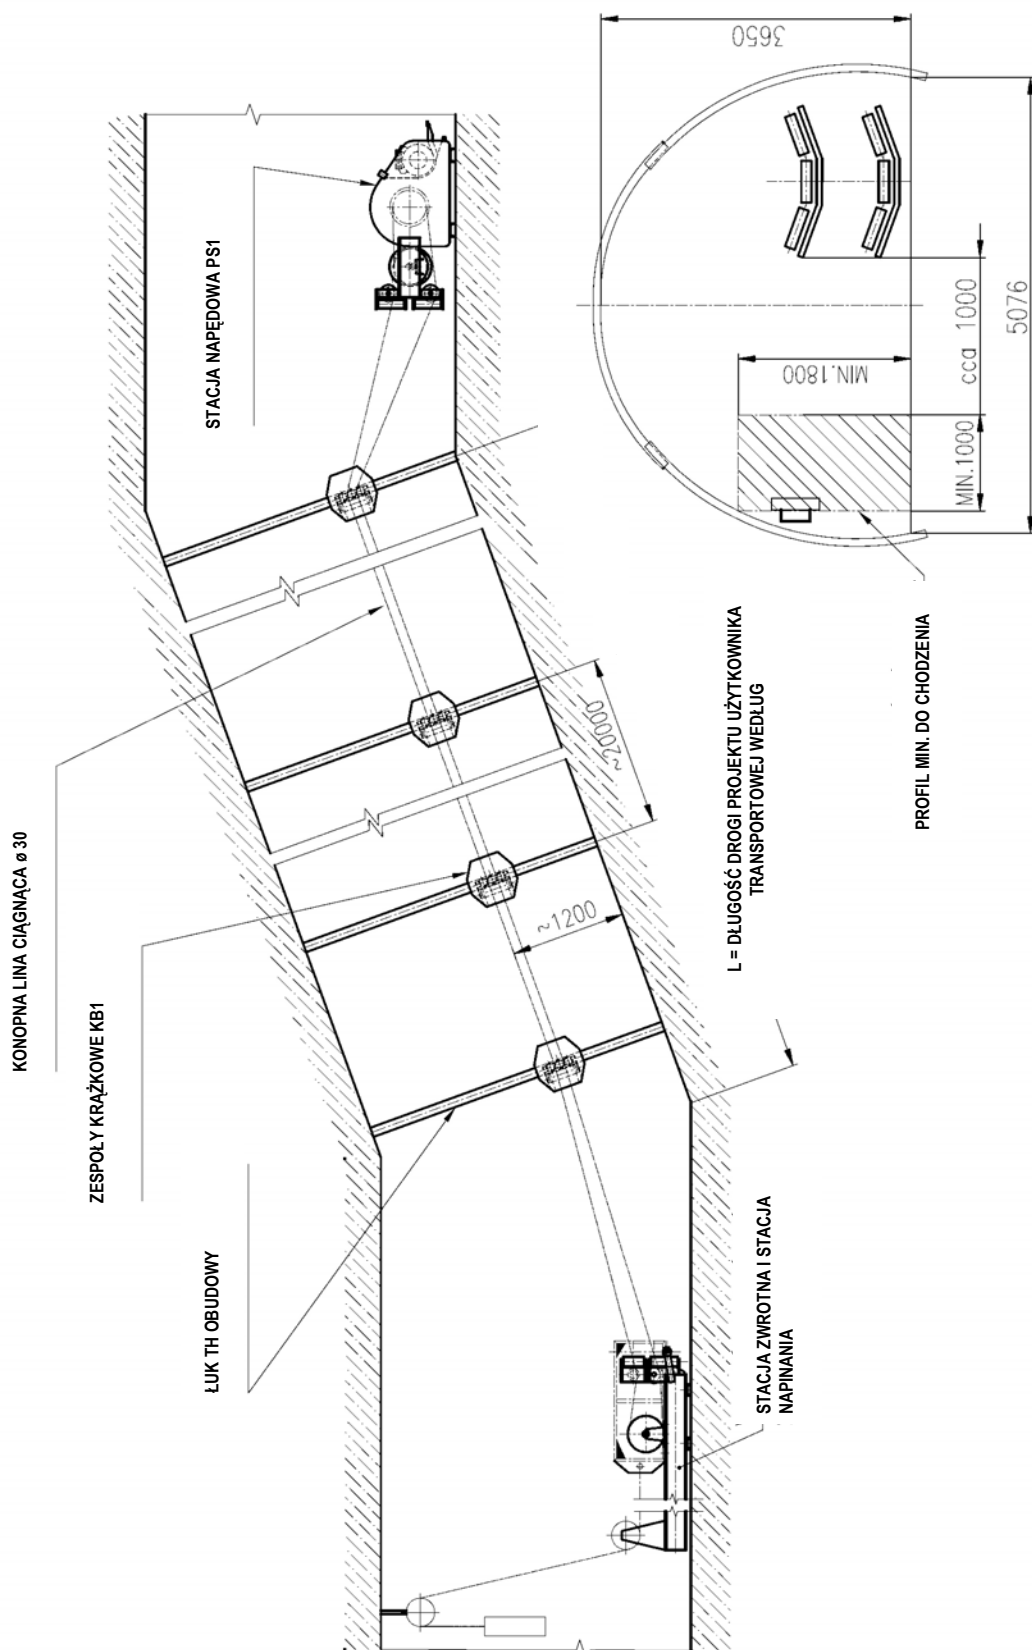 KONOPNA LINA CIĄGNĄCA ø 30
ZESPOŁY KRĄŻKOWE KB1
ŁUK TH OBUDOWY
STACJA NAPĘDOWA PS1
~20000
~1200
STACJA ZWROTNA I STACJA
NAPINANIA
L = DŁUGOŚĆ DROGI PROJEKTU UŻYTKOWNIKA
TRANSPORTOWEJ WEDŁUG
PROFIL MIN. DO CHODZENIA
3650
MIN.1800
MIN.1000
cca 1000
5076